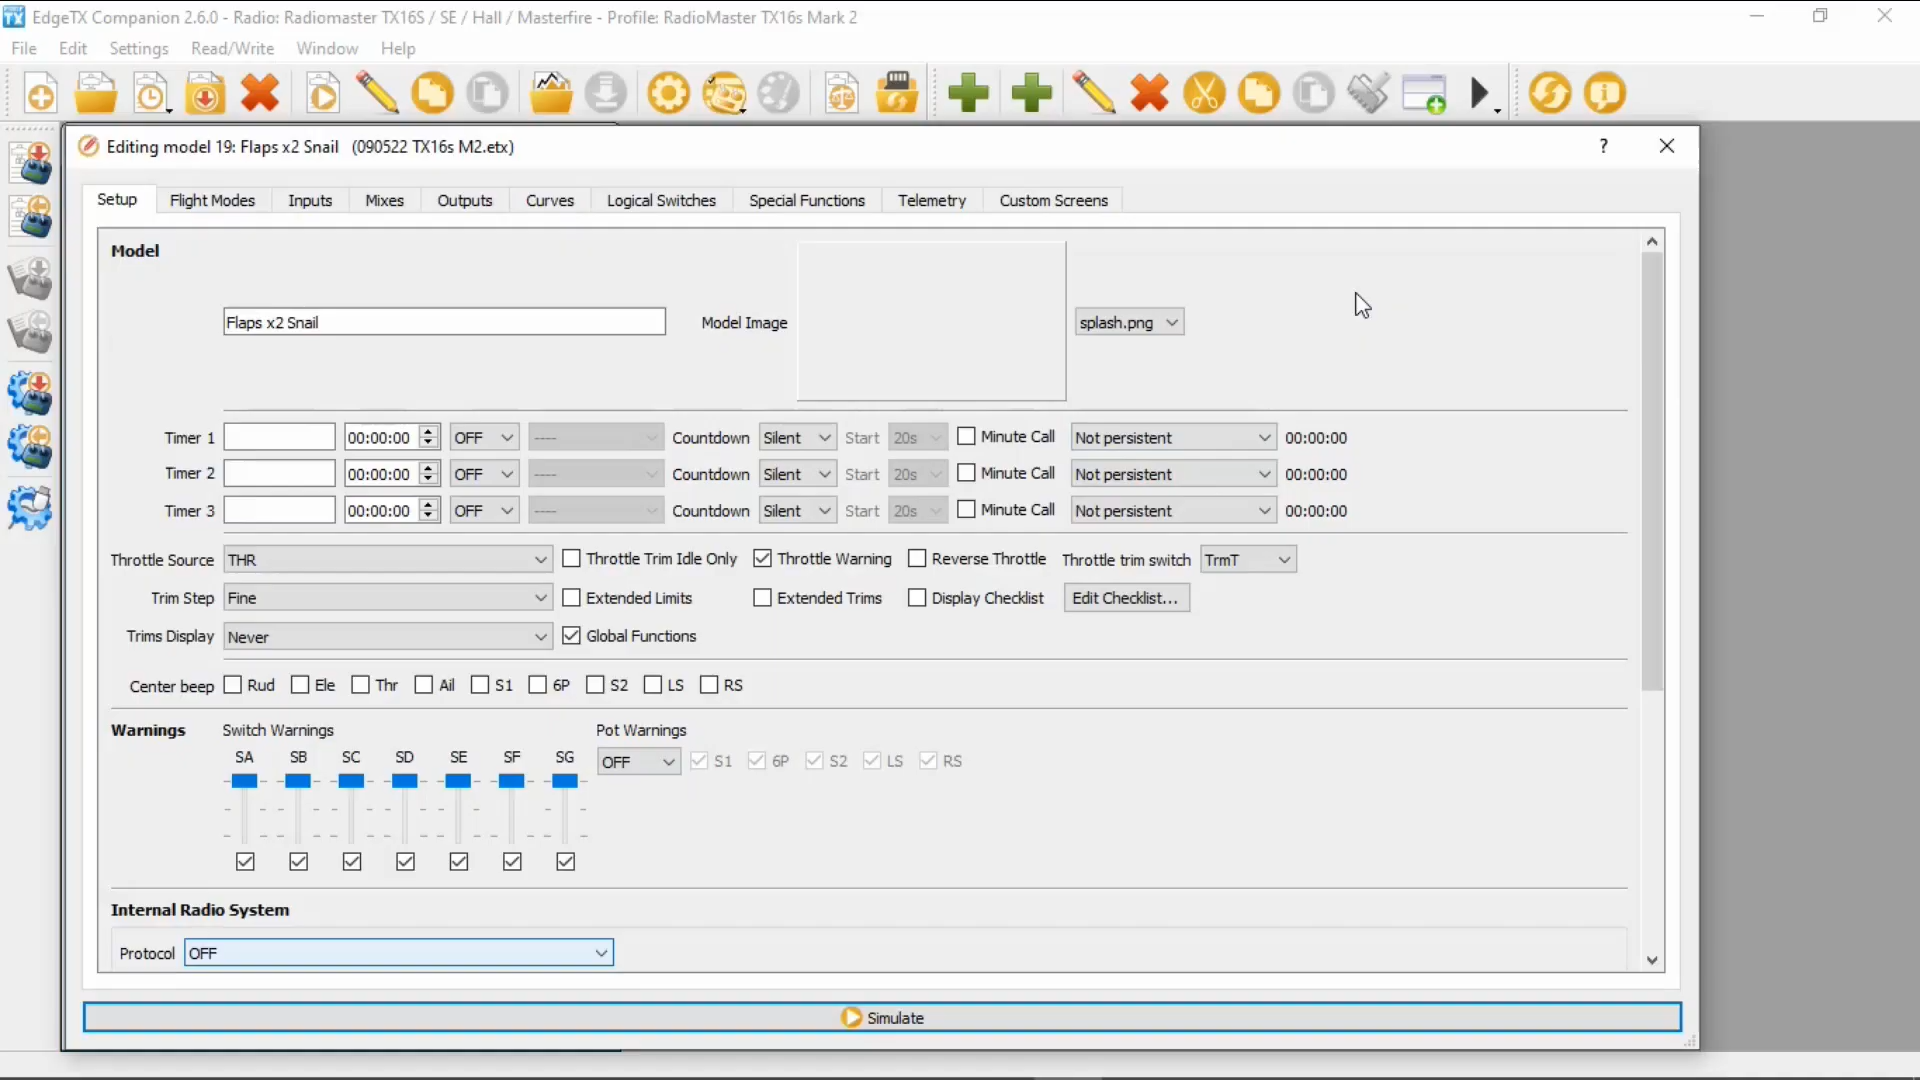 EdgeTX Companion 2.6.0 - Radio: Radiomaster TX16S / SE / Hall / Masterfire - Profile: RadioMaster TX16s Mark 2
File Edit Settings Read/Write Window Help
Editing model 19: Flaps x2 Snail (090522 TX16s M2.etx) ?
Setup Flight Modes Inputs Mixes Outputs Curves Logical Switches Special Functions Telemetry Custom Screens
Model
Flaps x2 Snail Model Image splash.png
Timer 1 00:00:00 OFF ---- Countdown Silent Start 20s Minute Call Not persistent 00:00:00
Timer 2 00:00:00 OFF ---- Countdown Silent Start 20s Minute Call Not persistent 00:00:00
Timer 3 00:00:00 OFF ---- Countdown Silent Start 20s Minute Call Not persistent 00:00:00
Throttle Source THR Throttle Trim Idle Only Throttle Warning Reverse Throttle Throttle trim switch TrmT
Trim Step Fine Extended Limits Extended Trims Display Checklist Edit Checklist...
Trims Display Never Global Functions
Center beep Rud Ele Thr Ail S1 6P S2 LS RS
Warnings Switch Warnings Pot Warnings
SA SB SC SD SE SF SG
OFF S1 6P S2 LS RS
Internal Radio System
Protocol OFF
Simulate